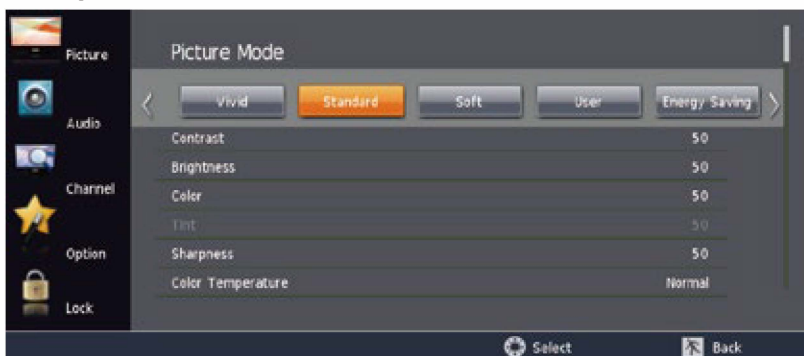 Picture
Audio
Channel
Option
Lock
Picture Mode
Vivid Standard Soft User Energy Saving
Contrast 50
Brightness 50
Color 50
Tint 50
Sharpness 50
Color Temperature Normal
Select Back